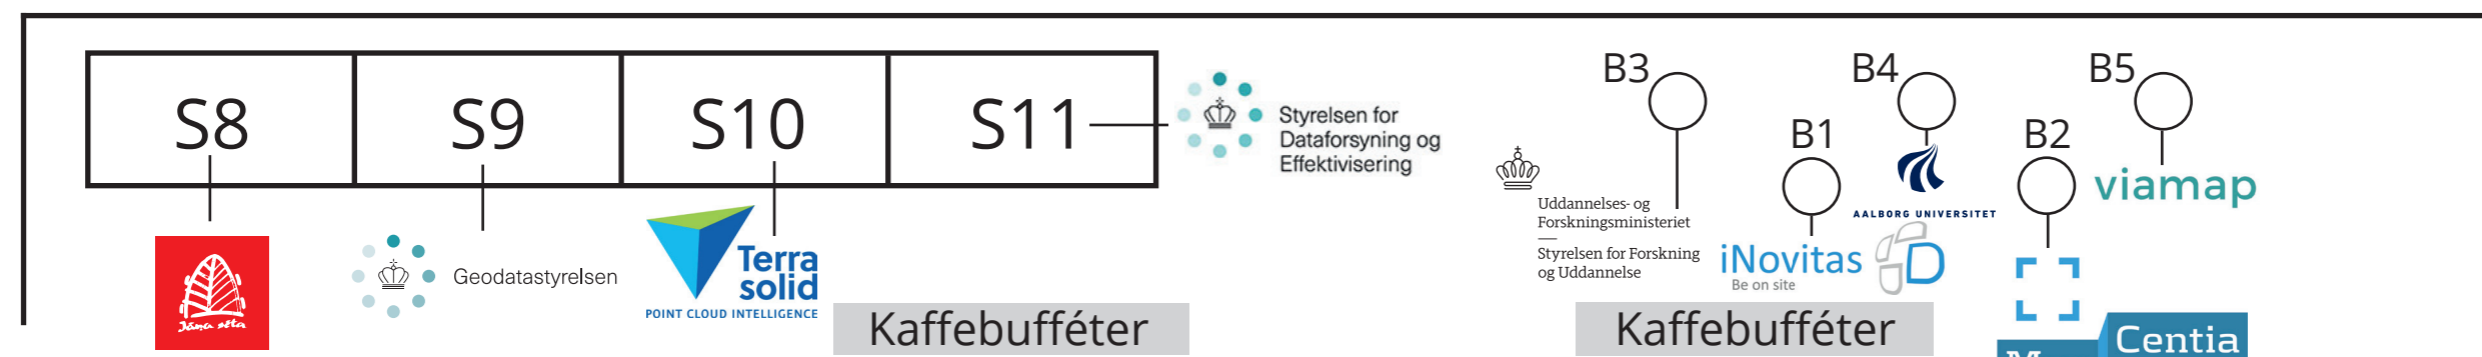 S8
S9
S10
S11
Styrelsen for
Dataforsyning og
Effektivisering
B3
B4
B5
B1
B2
Jāņa sēta
Geodatastyrelsen
Terra
solid
POINT CLOUD INTELLIGENCE
Uddannelses- og
Forskningsministeriet
Styrelsen for Forskning
og Uddannelse
iNovitas
Be on site
AALBORG UNIVERSITET
viamap
Centia
Kaffebufféter
Kaffebufféter